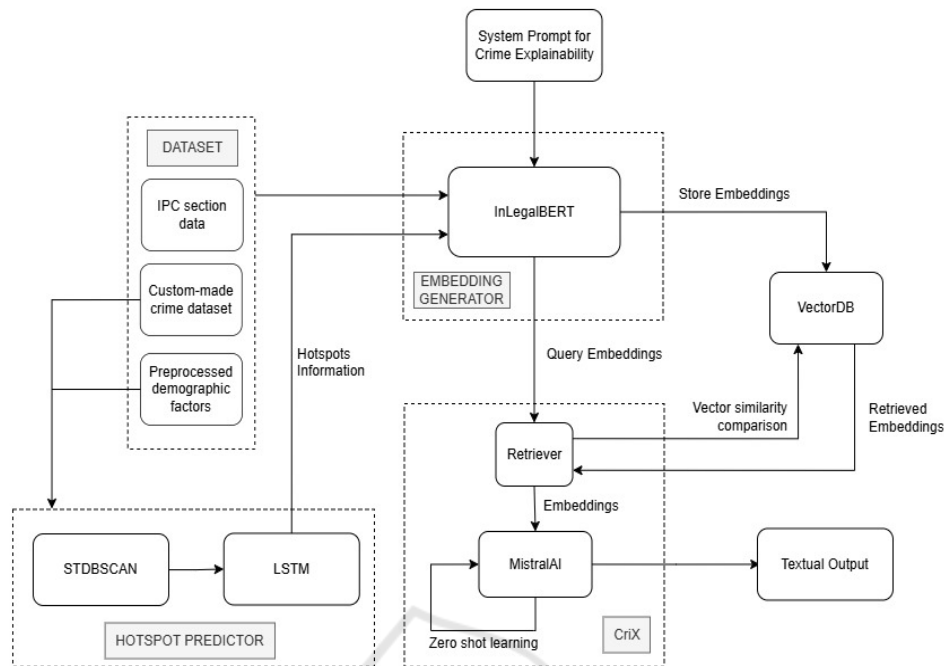 System Prompt for
Crime Explainability
DATASET
IPC section
data
Custom-made
crime dataset
Preprocessed
demographic
factors
InLegalBERT
EMBEDDING
GENERATOR
Store Embeddings
VectorDB
Hotspots
Information
Query Embeddings
Vector similarity
comparison
Retrieved
Embeddings
Retriever
Embeddings
STDBSCAN
LSTM
HOTSPOT PREDICTOR
MistralAI
Zero shot learning
CriX
Textual Output